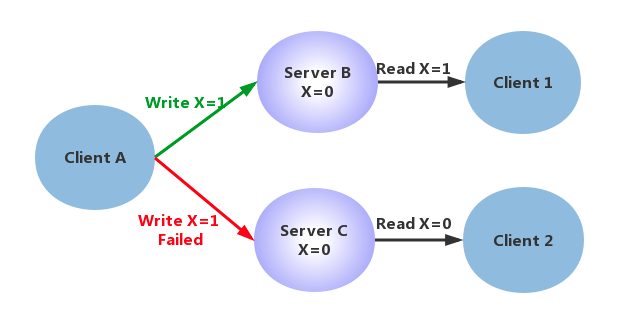 Client A
Write X=1
Write X=1
Failed
Server B
X=0
Server C
X=0
Read X=1
Read X=0
Client 1
Client 2